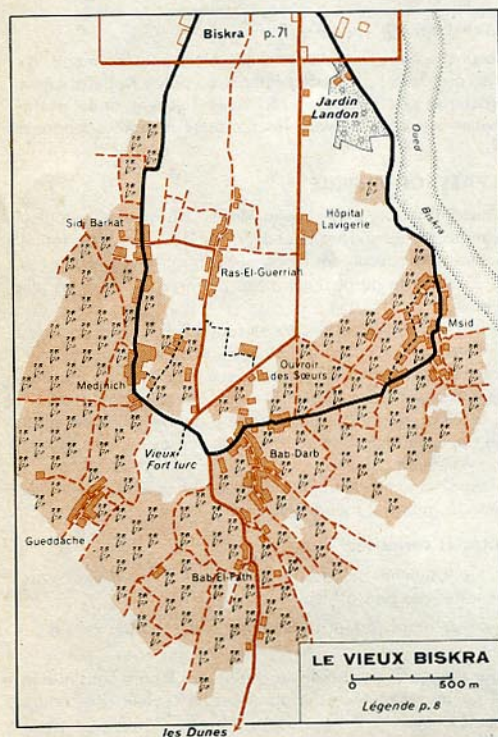 Biskra p.71
Jardin
Landon
Oued
Biskra
Sidi Barkat
Hôpital
Lavigerie
Ras-El-Guerriah
Msid
Medjnich
Ouvroir
des Sœurs
Vieux
Fort turc
Bab-Darb
Gueddache
Bab-El-Fath
LE VIEUX BISKRA
0 500 m
Légende p. 8
les Dunes